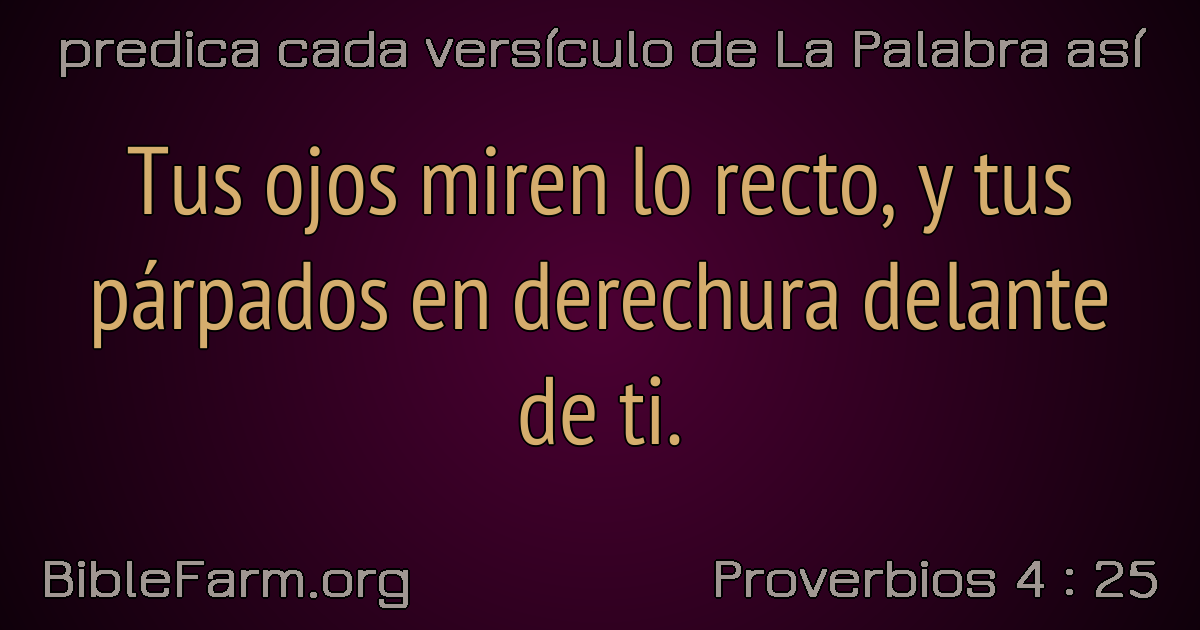 predica cada versículo de La Palabra así
Tus ojos miren lo recto, y tus
párpados en derechura delante
de ti.
BibleFarm.org
Proverbios 4 : 25